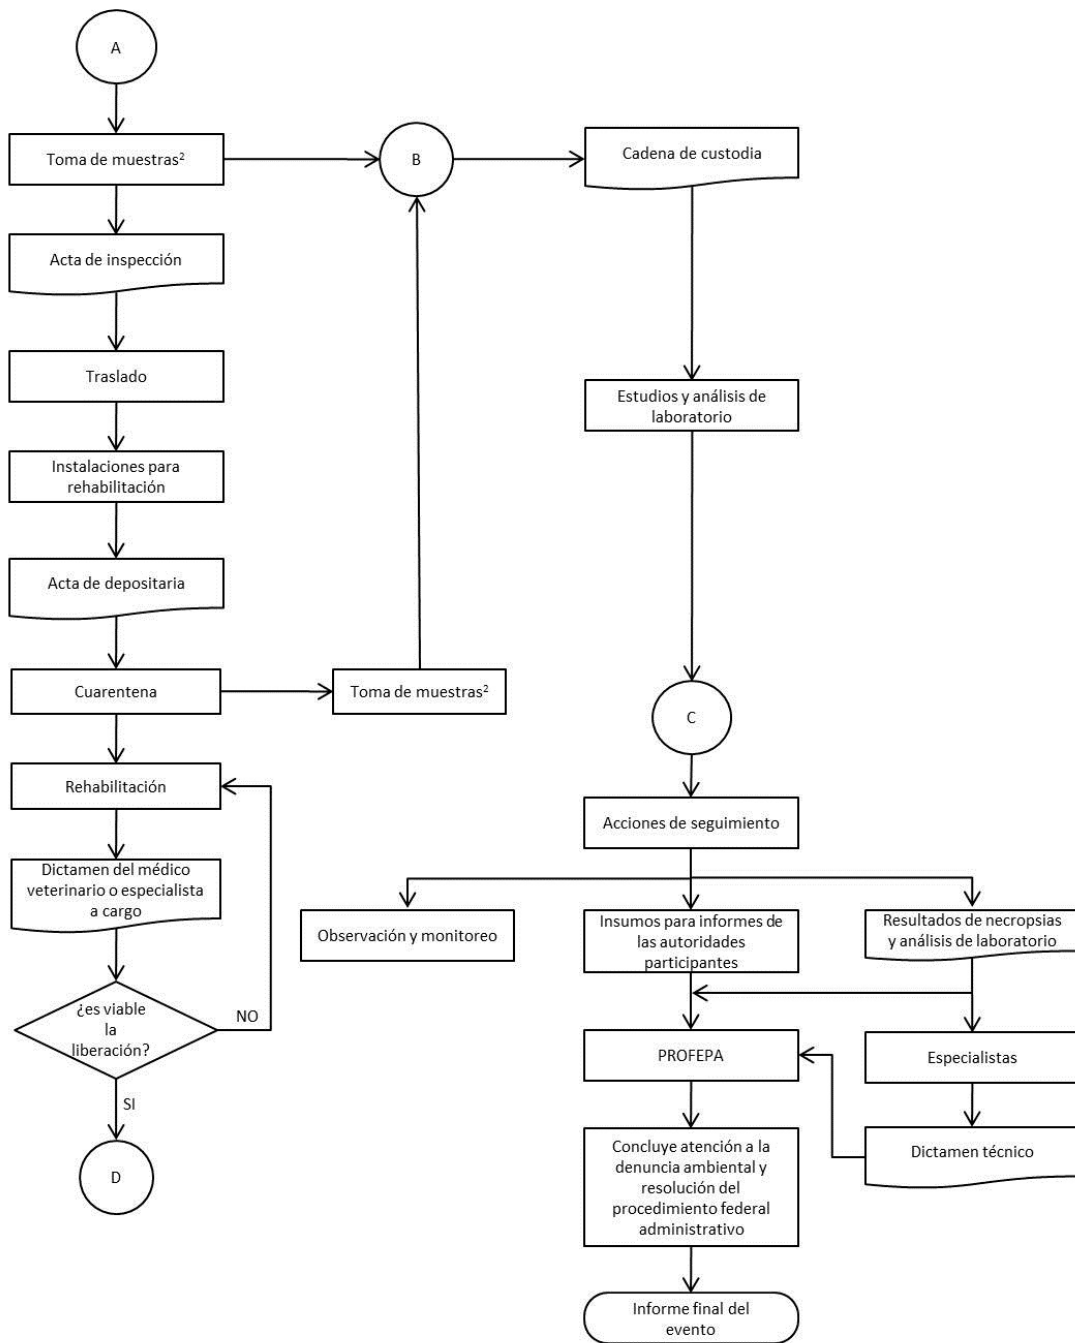 A
Toma de muestras²
B
Cadena de custodia
Acta de inspección
Traslado
Estudios y análisis de
laboratorio
Instalaciones para
rehabilitación
Acta de depositaria
Cuarentena
Toma de muestras²
C
Rehabilitación
Acciones de seguimiento
Dictamen del médico
veterinario o especialista
a cargo
Observación y monitoreo
Insumos para informes de
las autoridades
participantes
Resultados de necropsias
y análisis de laboratorio
¿es viable
la
liberación?
NO
SI
D
PROFEPA
Especialistas
Concluye atención a la
denuncia ambiental y
resolución del
procedimiento federal
administrativo
Dictamen técnico
Informe final del
evento